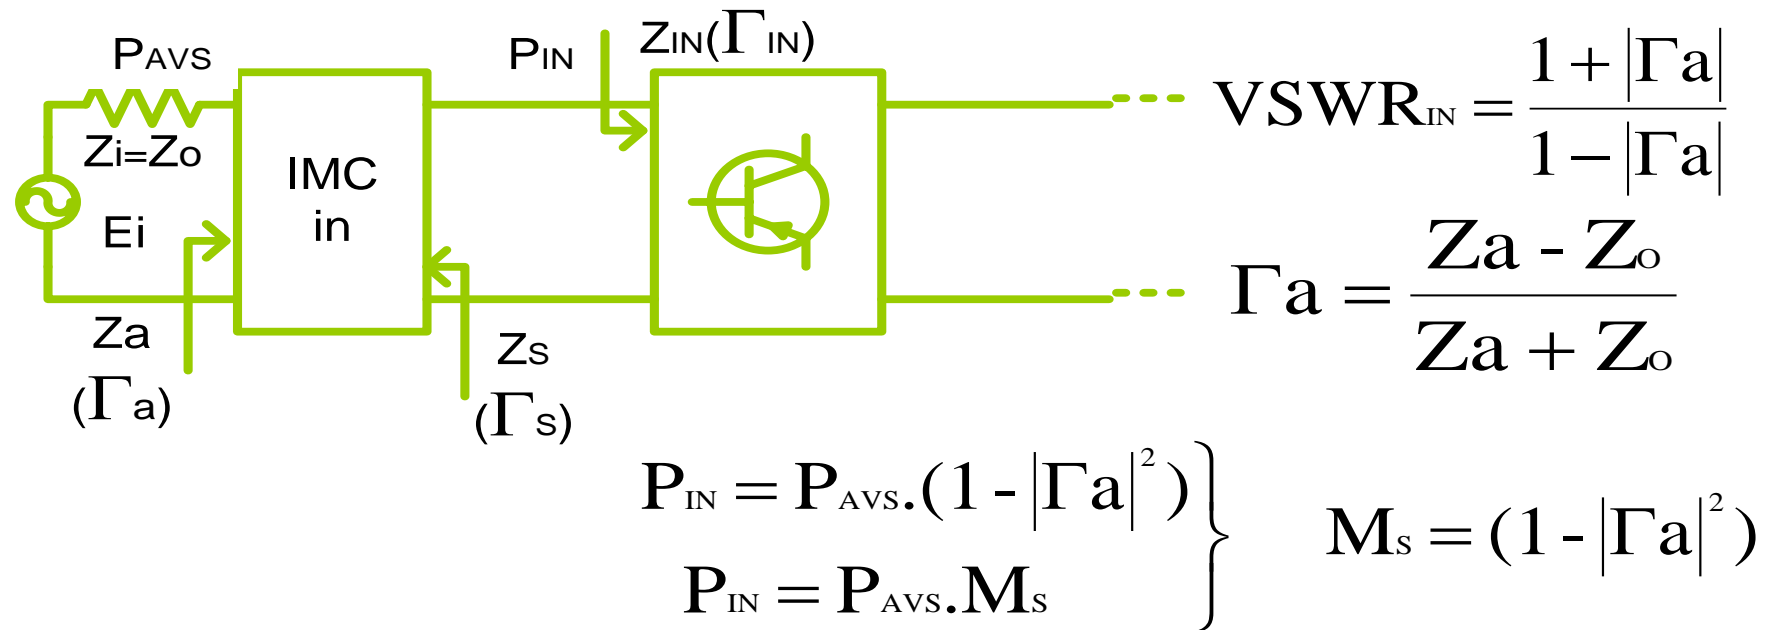 PAVS
Zi=Zo
Ei
IMC
in
Za
(Γa)
ZS
(ΓS)
PIN
ZIN(ΓIN)
VSWRIN = 1 + |Γa| / 1 - |Γa|
Γa = Za - Zo / Za + Zo
PIN = PAVS.(1 - |Γa|²)
PIN = PAVS.MS
MS = (1 - |Γa|²)